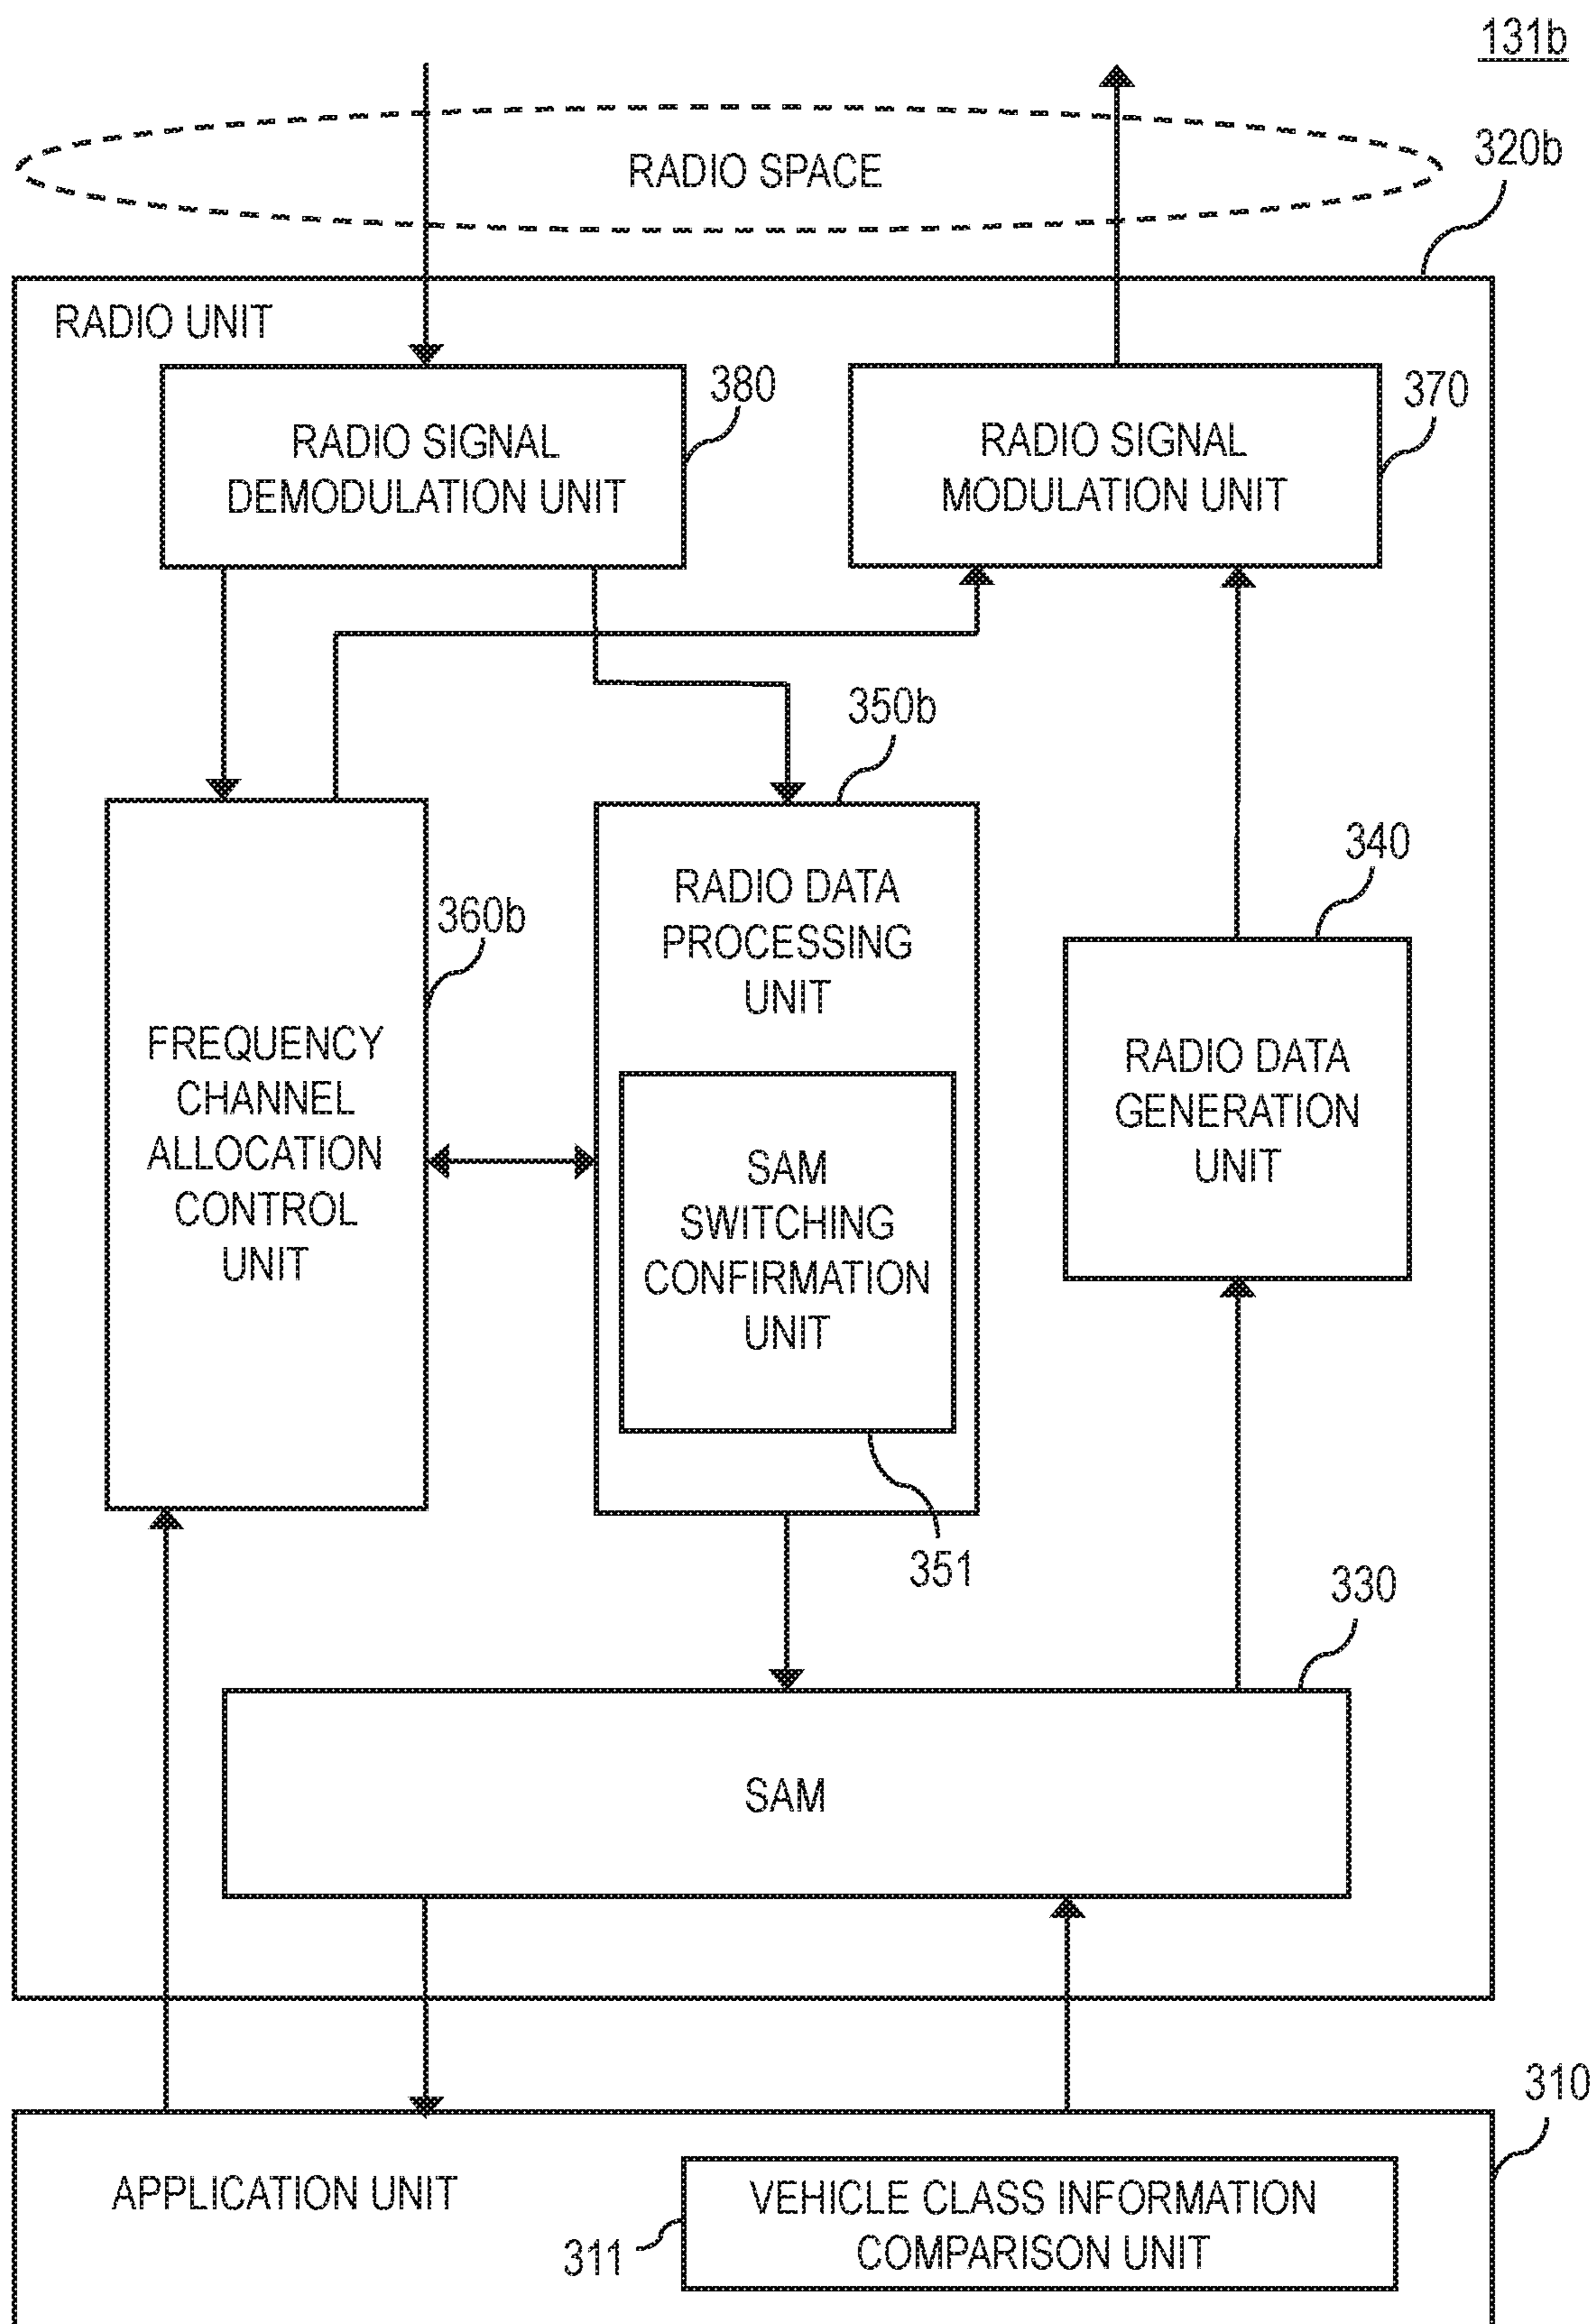 131b
RADIO SPACE
320b
RADIO UNIT
380
370
RADIO SIGNAL
DEMODULATION UNIT
RADIO SIGNAL
MODULATION UNIT
350b
340
360b
RADIO DATA
PROCESSING
UNIT
FREQUENCY
CHANNEL
ALLOCATION
CONTROL
UNIT
RADIO DATA
GENERATION
UNIT
SAM
SWITCHING
CONFIRMATION
UNIT
351
330
SAM
310
APPLICATION UNIT
VEHICLE CLASS INFORMATION
COMPARISON UNIT
311